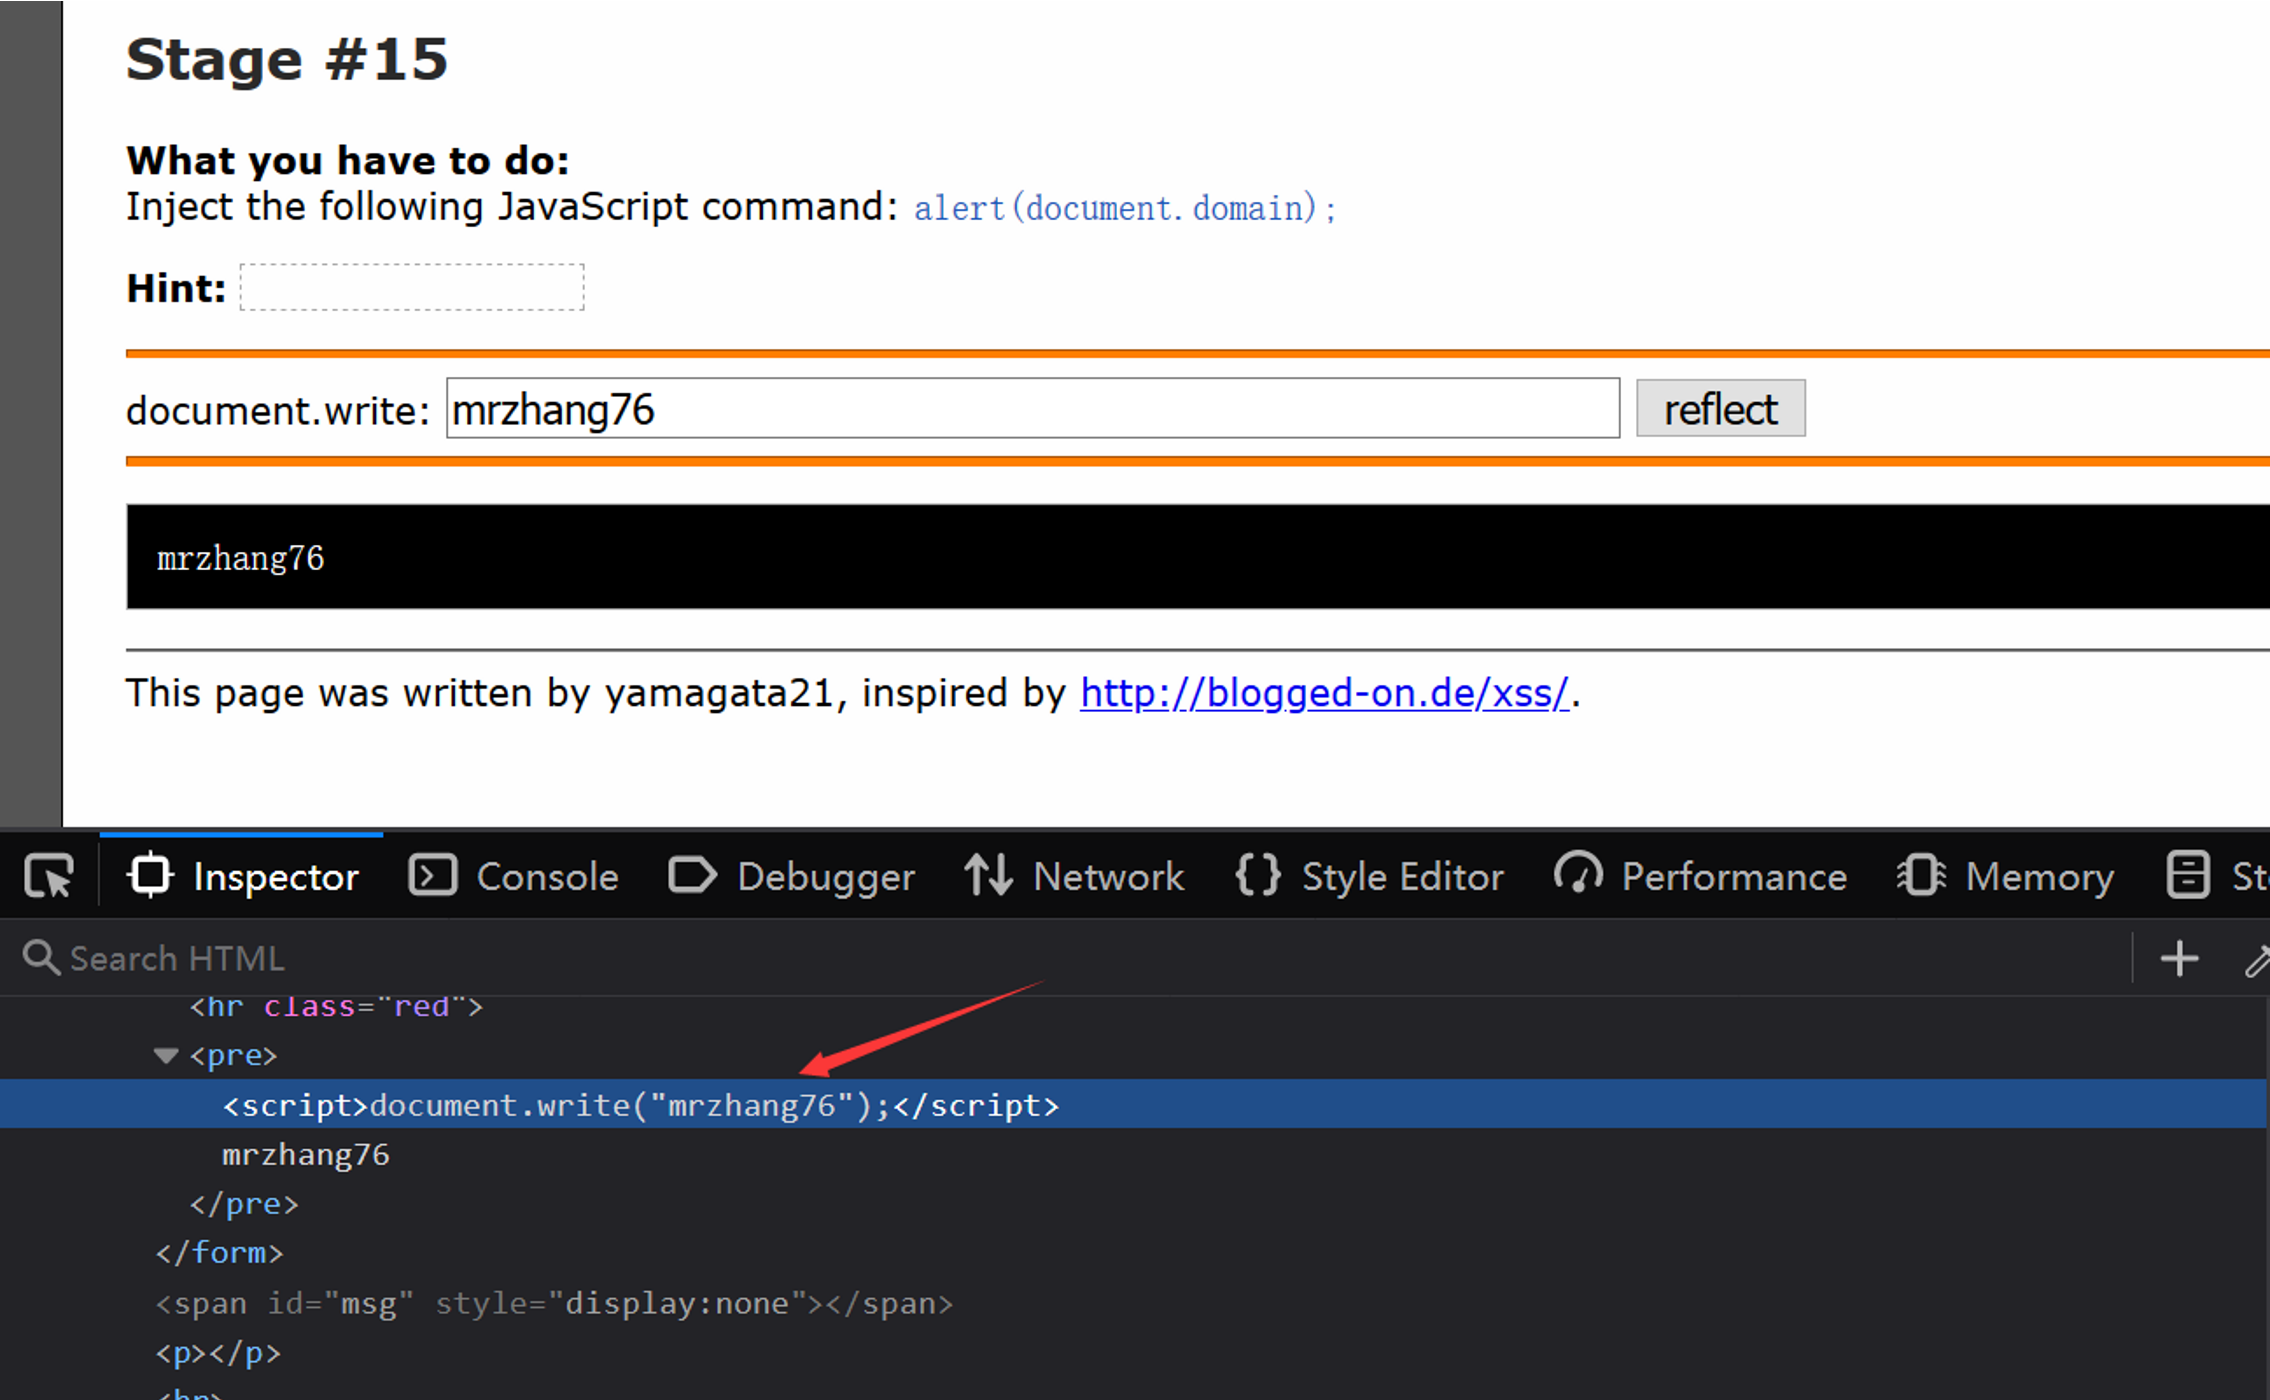 Stage #15
What you have to do:
Inject the following JavaScript command: alert(document.domain);
Hint:
document.write: mrzhang76 reflect
mrzhang76
This page was written by yamagata21, inspired by http://blogged-on.de/xss/.
Inspector Console Debugger Network Style Editor Performance Memory
Search HTML
<hr class="red">
<pre>
<script>document.write("mrzhang76");</script>
mrzhang76
</pre>
</form>
<span id="msg" style="display:none"></span>
<p></p>
<hr>